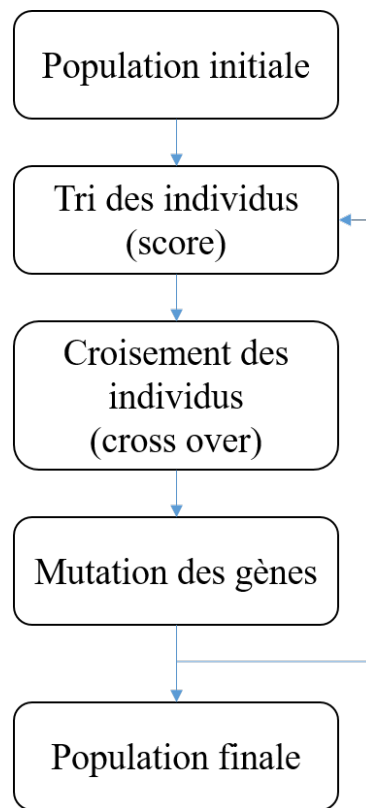 Population initiale
Tri des individus
(score)
Croisement des
individus
(cross over)
Mutation des gènes
Population finale